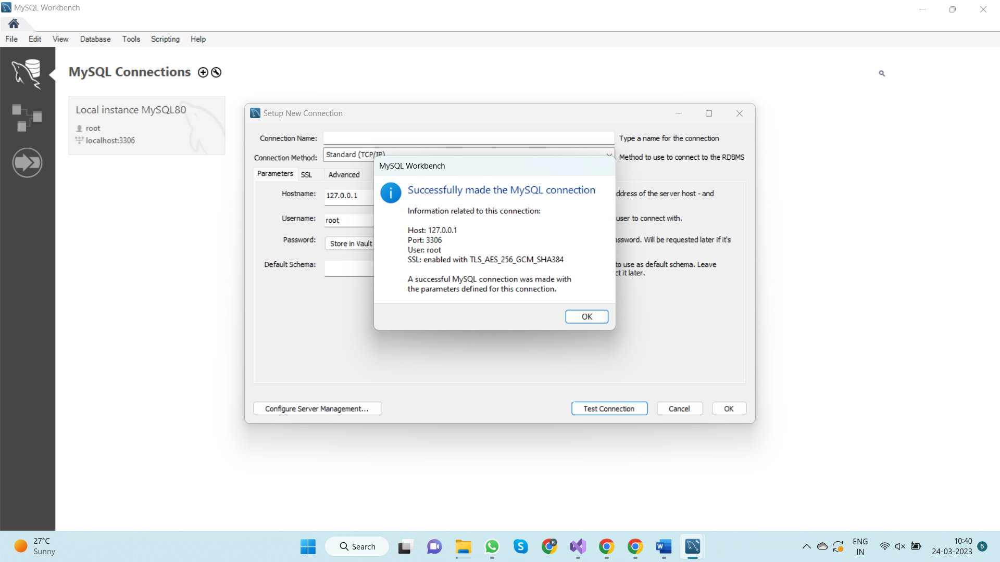 MySQL Workbench
File Edit View Database Tools Scripting Help
MySQL Connections
Local instance MySQL80
root
localhost:3306
Setup New Connection
Connection Name:
Type a name for the connection
Connection Method:
Standard (TCP/IP)
Method to use to connect to the RDBMS
Parameters SSL Advanced
Hostname:
127.0.0.1
ddress of the server host - and
Username:
root
user to connect with.
Password:
Store in Vault
assword. Will be requested later if it's
Default Schema:
to use as default schema. Leave
ct it later.
MySQL Workbench
Successfully made the MySQL connection
Information related to this connection:
Host: 127.0.0.1
Port: 3306
User: root
SSL: enabled with TLS_AES_256_GCM_SHA384
A successful MySQL connection was made with
the parameters defined for this connection.
OK
Configure Server Management...
Test Connection
Cancel
OK
27°C
Sunny
Search
R
ENG
IN
10:40
24-03-2023
6